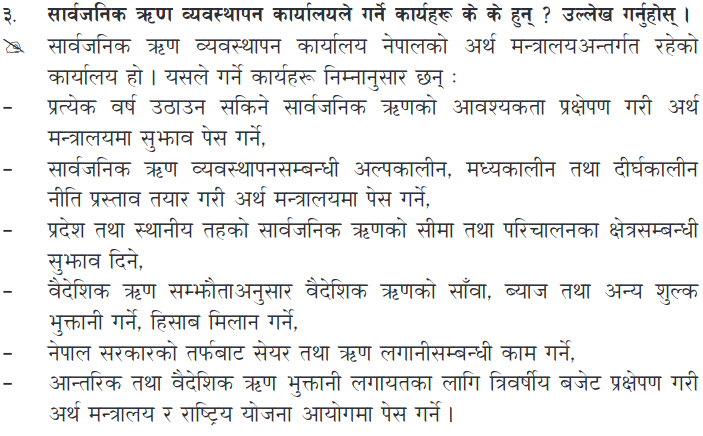 ३. सार्वजनिक ऋण व्यवस्थापन कार्यालयले गर्ने कार्यहरू के के हुन् ? उल्लेख गर्नुहोस् ।
सार्वजनिक ऋण व्यवस्थापन कार्यालय नेपालको अर्थ मन्त्रालयअन्तर्गत रहेको
कार्यालय हो । यसले गर्ने कार्यहरू निम्नानुसार छन् :
– प्रत्येक वर्ष उठाउन सकिने सार्वजनिक ऋणको आवश्यकता प्रक्षेपण गरी अर्थ
मन्त्रालयमा सुझाव पेस गर्ने,
– सार्वजनिक ऋण व्यवस्थापनसम्बन्धी अल्पकालीन, मध्यकालीन तथा दीर्घकालीन
नीति प्रस्ताव तयार गरी अर्थ मन्त्रालयमा पेस गर्ने,
– प्रदेश तथा स्थानीय तहको सार्वजनिक ऋणको सीमा तथा परिचालनका क्षेत्रसम्बन्धी
सुझाव दिने,
– वैदेशिक ऋण सम्झौताअनुसार वैदेशिक ऋणको साँवा, ब्याज तथा अन्य शुल्क
भुक्तानी गर्ने, हिसाब मिलान गर्ने,
– नेपाल सरकारको तर्फबाट सेयर तथा ऋण लगानीसम्बन्धी काम गर्ने,
– आन्तरिक तथा वैदेशिक ऋण भुक्तानी लगायतका लागि त्रिवर्षीय बजेट प्रक्षेपण गरी
अर्थ मन्त्रालय र राष्ट्रिय योजना आयोगमा पेस गर्ने ।